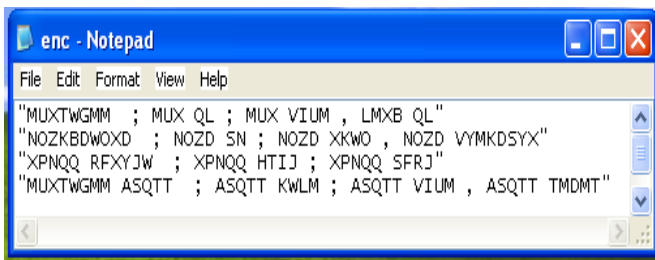 enc - Notepad
File Edit Format View Help
"MUXTWGMM ; MUX QL ; MUX VIUM , LMXB QL"
"NOZKBDWOXD ; NOZD SN ; NOZD XKWO , NOZD VYMKDSYX"
"XPNQQ RFXYJW ; XPNQQ HTIJ ; XPNQQ SFRJ"
"MUXTWGMM ASQTT ; ASQTT KWLM ; ASQTT VIUM , ASQTT TMDMT"